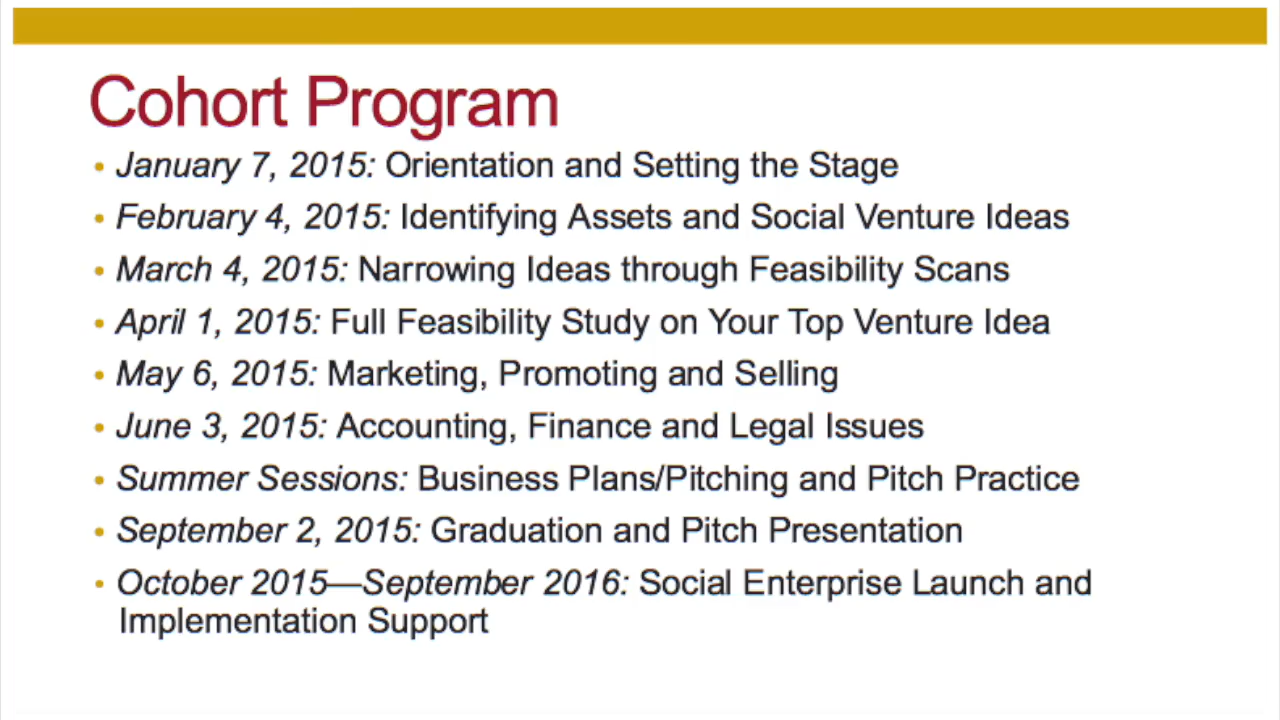 Cohort Program
• January 7, 2015: Orientation and Setting the Stage
• February 4, 2015: Identifying Assets and Social Venture Ideas
• March 4, 2015: Narrowing Ideas through Feasibility Scans
• April 1, 2015: Full Feasibility Study on Your Top Venture Idea
• May 6, 2015: Marketing, Promoting and Selling
• June 3, 2015: Accounting, Finance and Legal Issues
• Summer Sessions: Business Plans/Pitching and Pitch Practice
• September 2, 2015: Graduation and Pitch Presentation
• October 2015—September 2016: Social Enterprise Launch and
Implementation Support